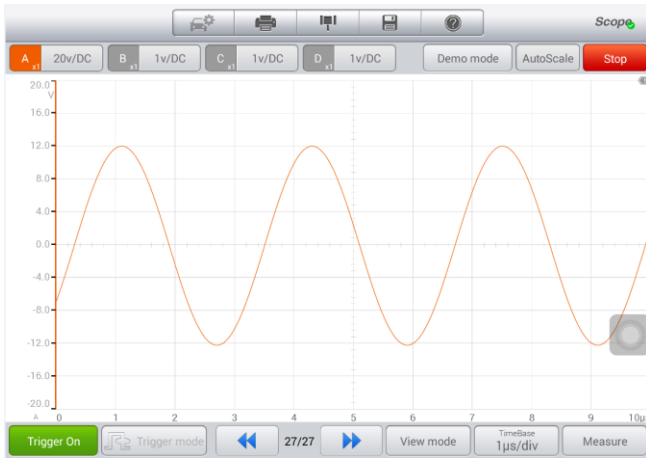 Scope
A x1 20v/DC B x1 1v/DC C x1 1v/DC D x1 1v/DC Demo mode AutoScale Stop
20.0
V
16.0
12.0
8.0
4.0
0.0
-4.0
-8.0
-12.0
-16.0
-20.0
A 0 1 2 3 4 5 6 7 8 9 10μ
Trigger On Trigger mode 27/27 View mode TimeBase 1μs/div Measure